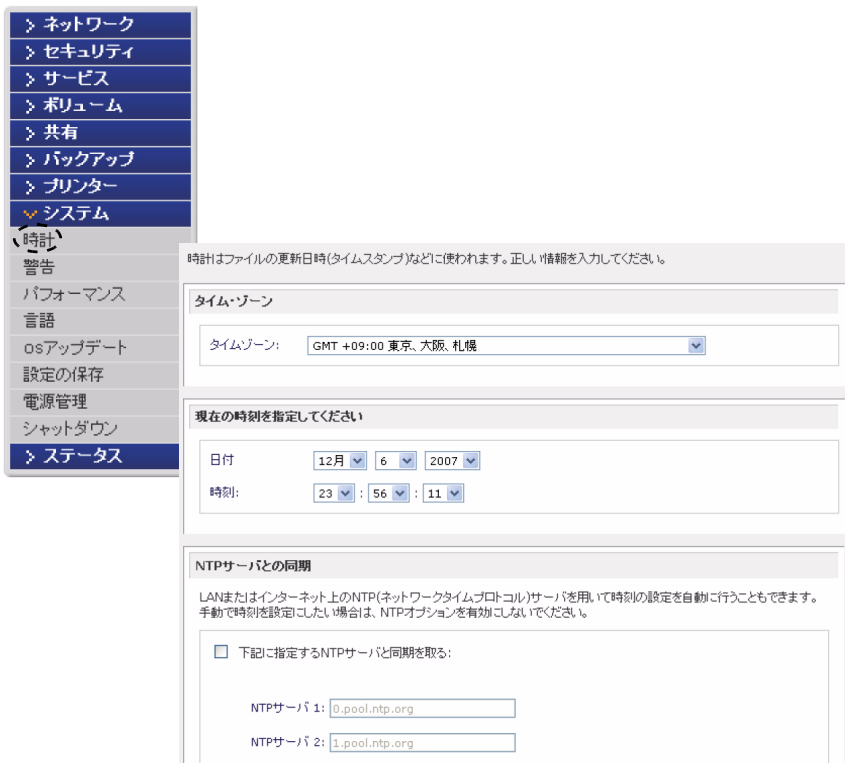 > ネットワーク
> セキュリティ
> サービス
> ボリューム
> 共有
> バックアップ
> プリンター
システム
時計
警告
パフォーマンス
言語
osアップデート
設定の保存
電源管理
シャットダウン
> ステータス
時計はファイルの更新日時(タイムスタンプ)などに使われます。正しい情報を入力してください。
タイム・ゾーン
タイムゾーン: GMT +09:00 東京、大阪、札幌
現在の時刻を指定してください
日付 12月 6 2007
時刻: 23 : 56 : 11
NTPサーバとの同期
LANまたはインターネット上のNTP(ネットワークタイムプロトコル)サーバを用いて時刻の設定を自動に行うこともできます。
手動で時刻を設定にしたい場合は、NTPオプションを有効にしないでください。
下記に指定するNTPサーバと同期を取る:
NTPサーバ 1: 0.pool.ntp.org
NTPサーバ 2: 1.pool.ntp.org